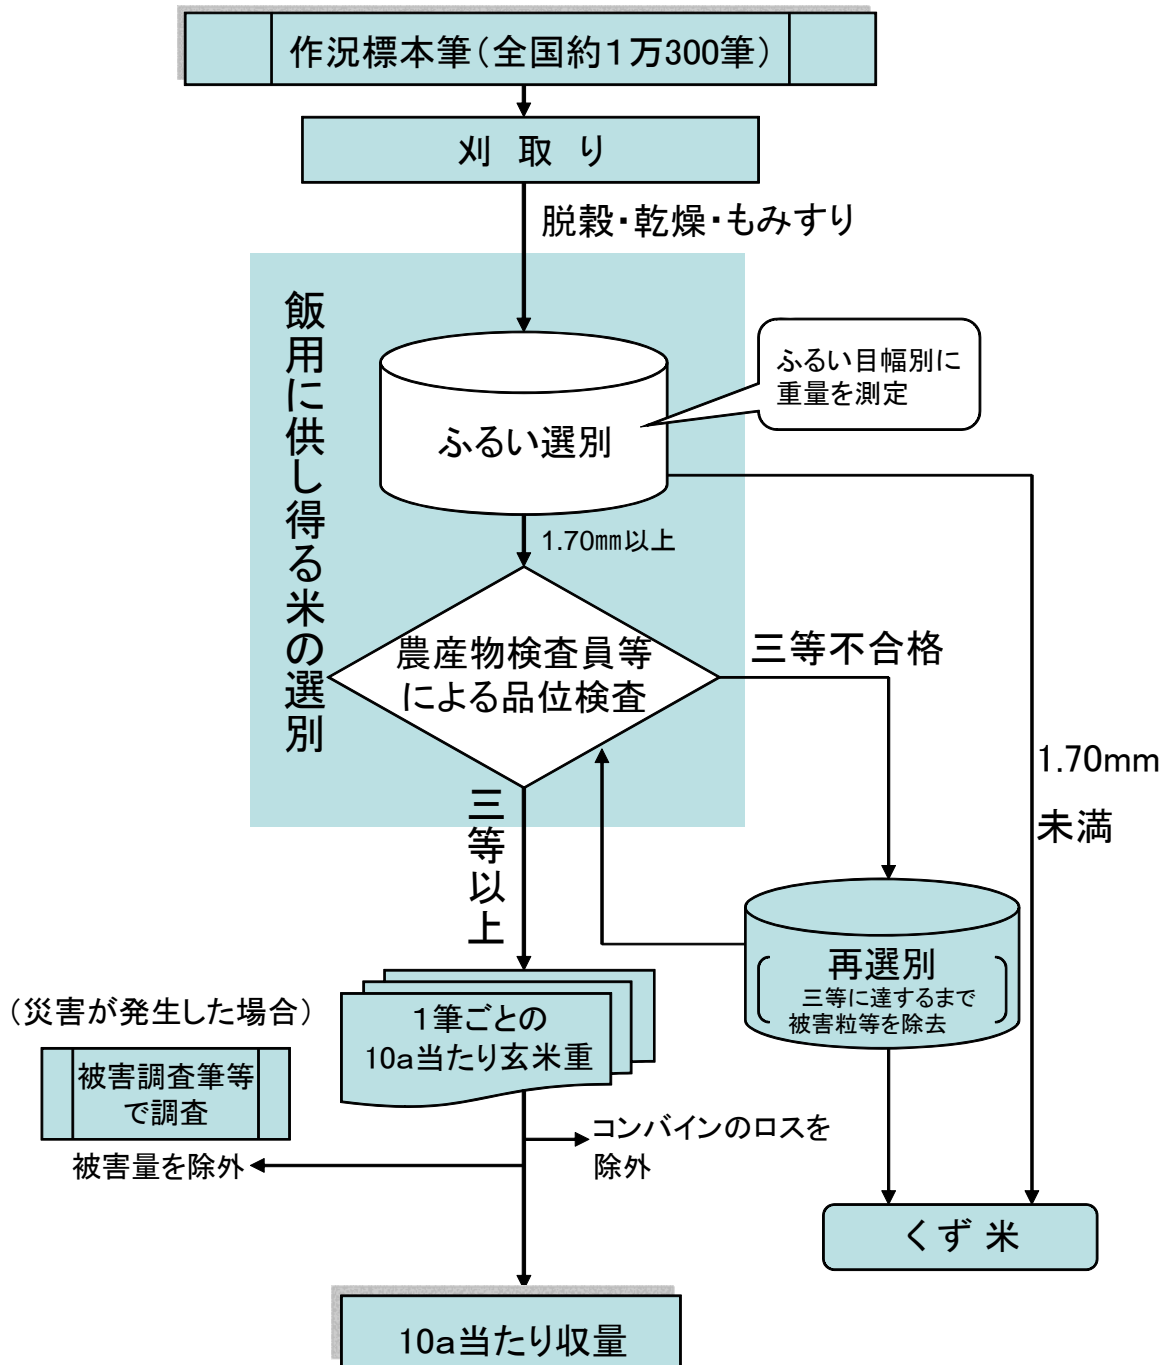 作況標本筆(全国約1万300筆)
刈 取 り
脱穀・乾燥・もみすり
飯用に供し得る米の選別
ふるい目幅別に
重量を測定
ふるい選別
1.70㎜以上
農産物検査員等
による品位検査
三等不合格
1.70mm
未満
三等以上
再選別
三等に達するまで
被害粒等を除去
(災害が発生した場合)
1筆ごとの
10a当たり玄米重
被害調査筆等
で調査
コンバインのロスを
除外
被害量を除外
くず 米
10a当たり収量